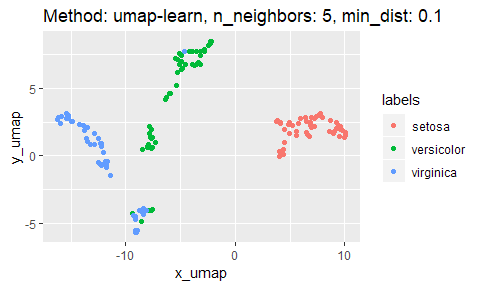 Method: umap-learn, n_neighbors: 5, min_dist: 0.1
y_umap
5
0
-5
-10
0
10
x_umap
labels
setosa
versicolor
virginica